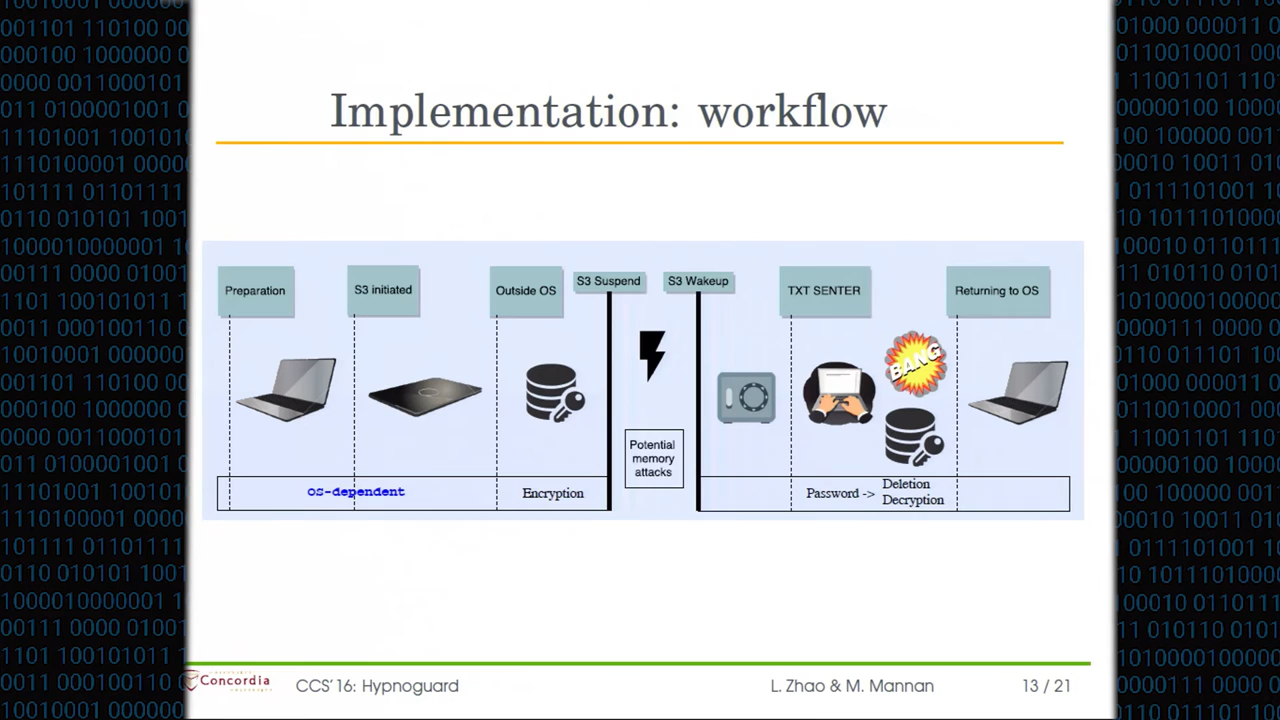 Implementation: workflow
Preparation
S3 initiated
Outside OS
S3 Suspend
S3 Wakeup
TXT SENTER
Returning to OS
BANG
Potential
memory
attacks
OS-dependent
Encryption
Password ->
Deletion
Decryption
Concordia
CCS'16: Hypnoguard
L. Zhao & M. Mannan
13 / 21